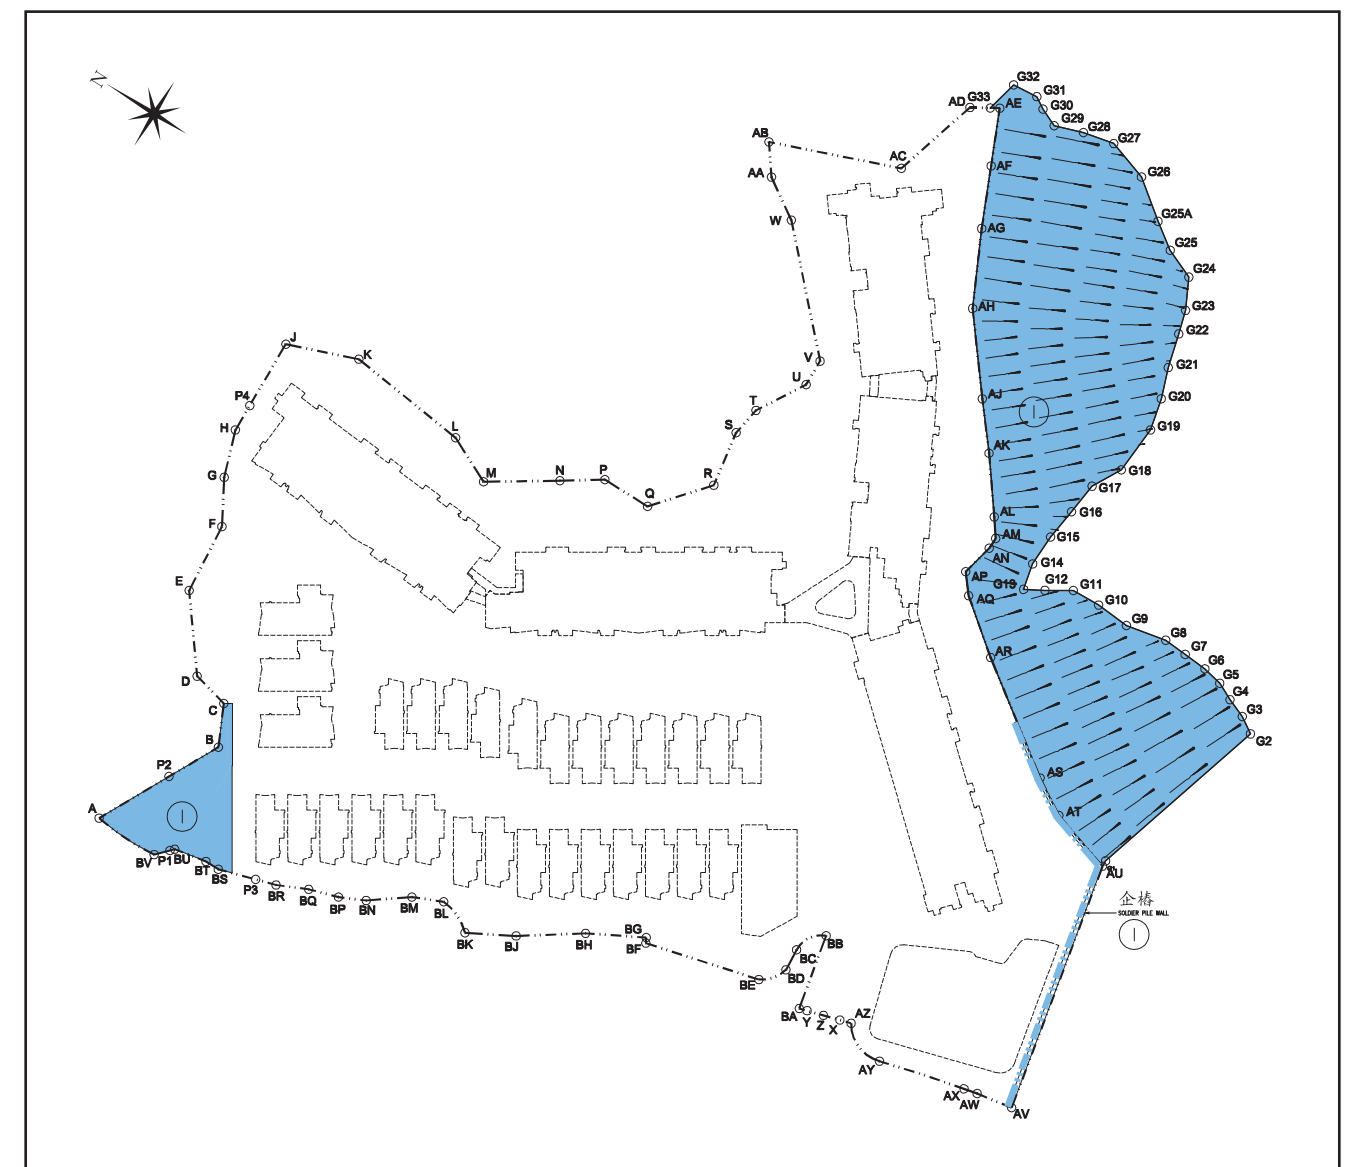 N
G32
G31
G30
G29
G28
G27
G26
G25A
G25
G24
G23
G22
G21
G20
G19
G18
G17
G16
G15
G14
G13
G12
G11
G10
G9
G8
G7
G6
G5
G4
G3
G2
AD
G33
AE
AB
AC
AA
AF
W
AG
AH
V
U
T
S
R
Q
P
N
M
L
K
J
P4
H
G
F
E
D
C
B
P2
A
I
BV
P1
BU
BT
BS
P3
BR
BQ
BP
BN
BM
BL
BK
BJ
BH
BG
BF
BE
BD
BC
BB
BA
Y
Z
X
AZ
AY
AX
AW
AV
AJ
I
AK
AL
AM
AN
AP
AQ
AR
AS
AT
AU
企樁
SOLDIER PILE WALL
I